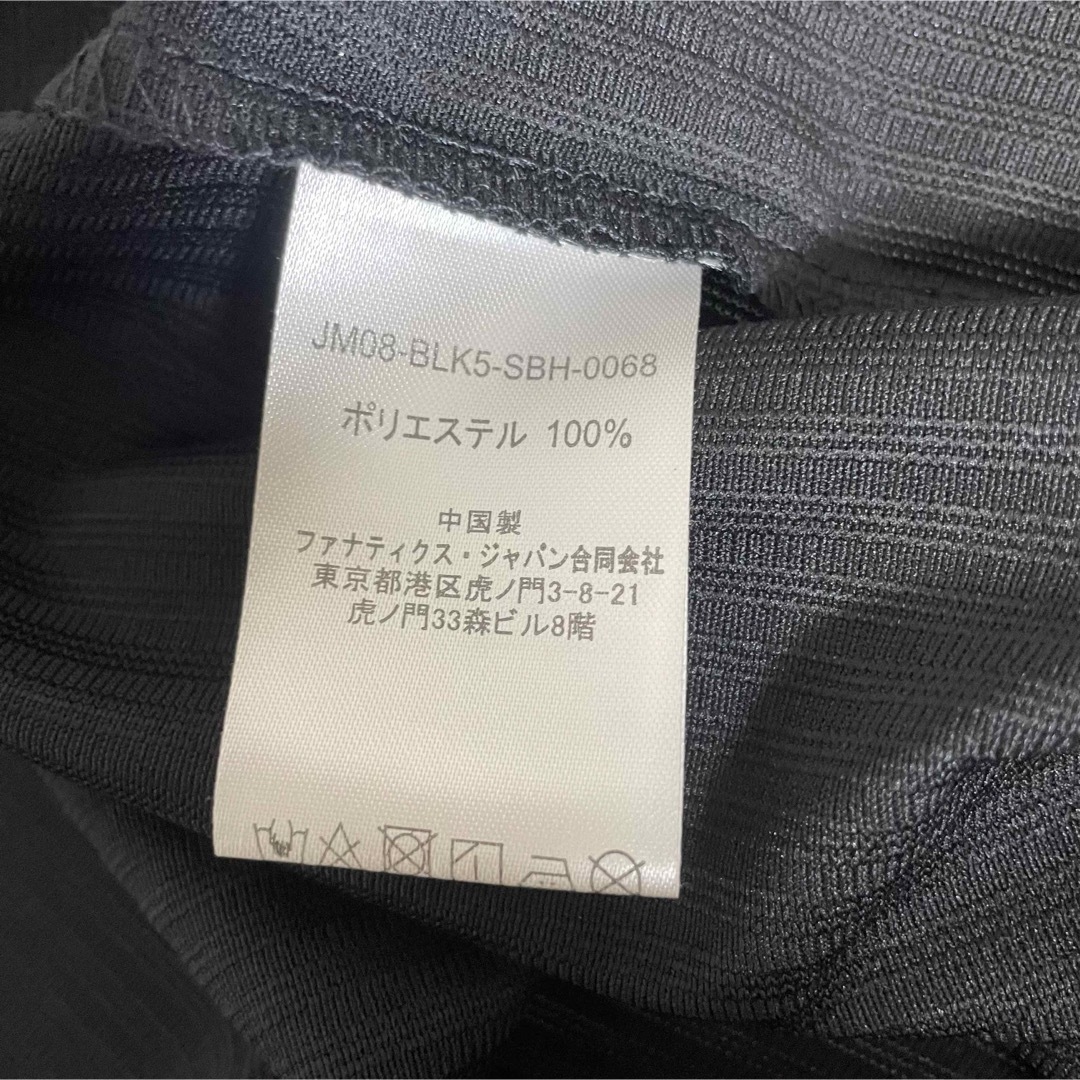 JM08-BLK5-SBH-0068
ポリエステル 100%
中国製
ファナティクス・ジャパン合同会社
東京都港区虎ノ門3-8-21
虎ノ門33森ビル8階